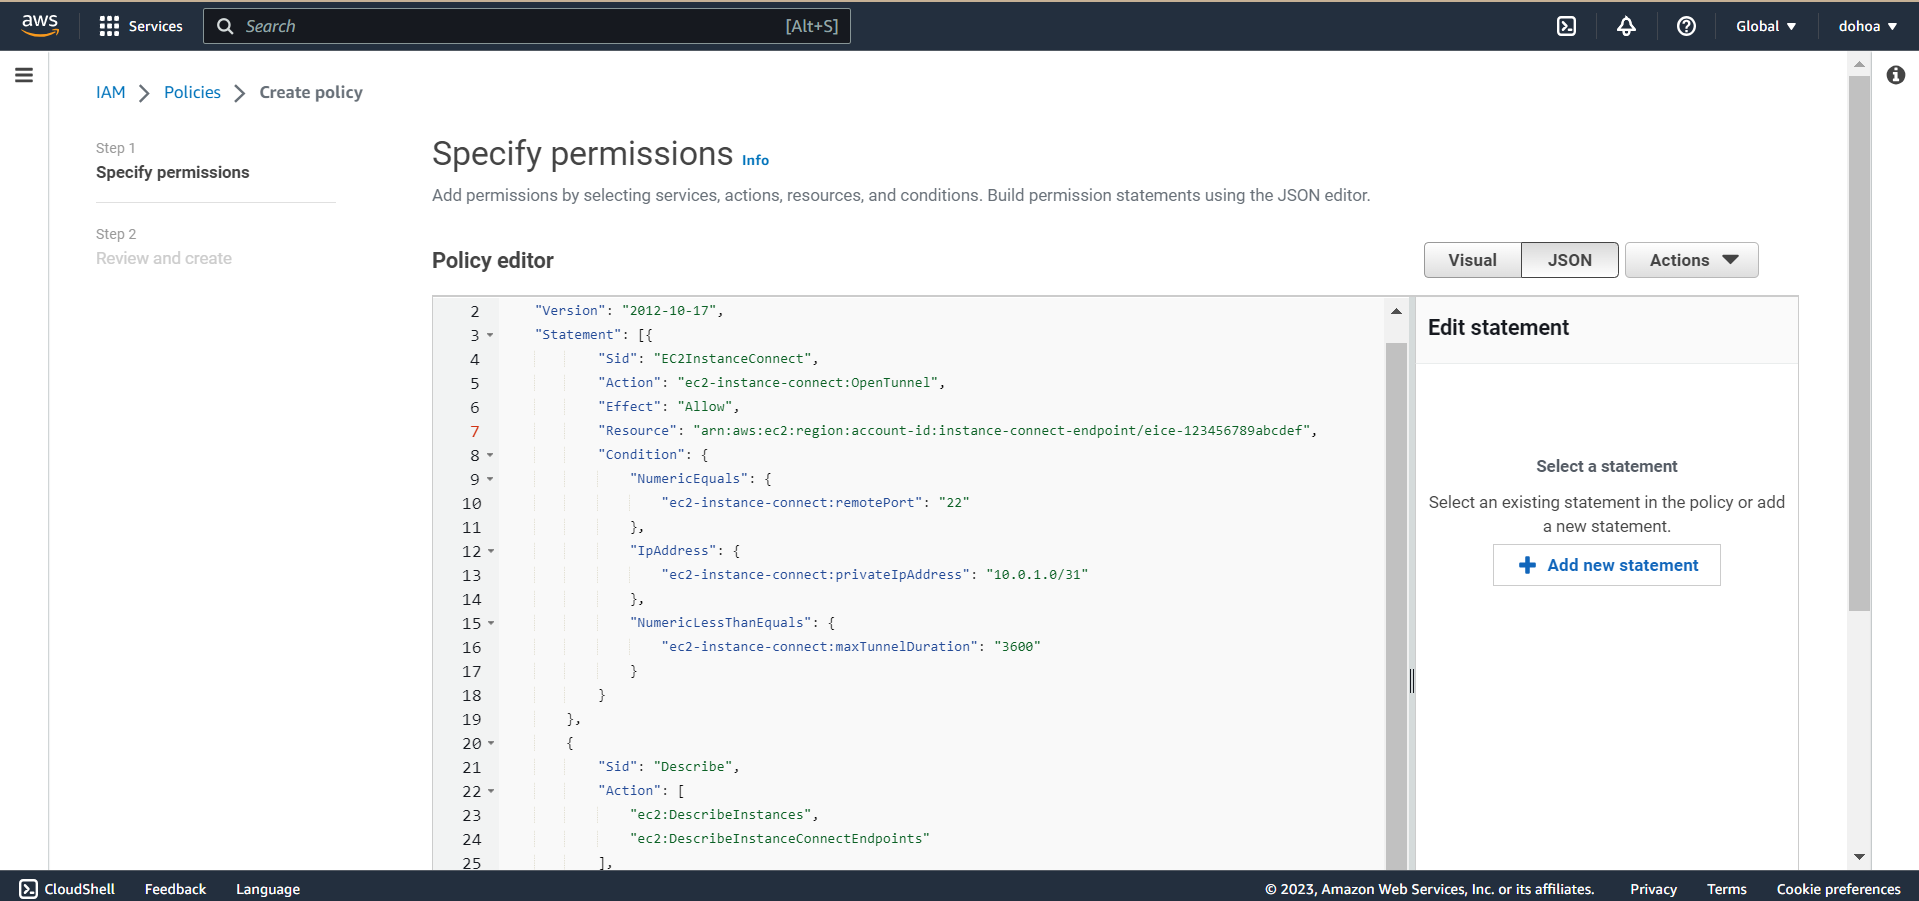 aws
Services
Search [Alt+S]
Global
dohoa
IAM > Policies > Create policy
Step 1
Specify permissions
Step 2
Review and create
Specify permissions Info
Add permissions by selecting services, actions, resources, and conditions. Build permission statements using the JSON editor.
Policy editor
Visual
JSON
Actions
2 "Version": "2012-10-17",
3 "Statement": [{
4 "Sid": "EC2InstanceConnect",
5 "Action": "ec2-instance-connect:OpenTunnel",
6 "Effect": "Allow",
7 "Resource": "arn:aws:ec2:region:account-id:instance-connect-endpoint/eice-123456789abcdef",
8 "Condition": {
9 "NumericEquals": {
10 "ec2-instance-connect:remotePort": "22"
11 },
12 "IpAddress": {
13 "ec2-instance-connect:privateIpAddress": "10.0.1.0/31"
14 },
15 "NumericLessThanEquals": {
16 "ec2-instance-connect:maxTunnelDuration": "3600"
17 }
18 }
19 },
20 {
21 "Sid": "Describe",
22 "Action": [
23 "ec2:DescribeInstances",
24 "ec2:DescribeInstanceConnectEndpoints"
25 ],
Edit statement
Select a statement
Select an existing statement in the policy or add
a new statement.
Add new statement
CloudShell
Feedback
Language
© 2023, Amazon Web Services, Inc. or its affiliates.
Privacy
Terms
Cookie preferences